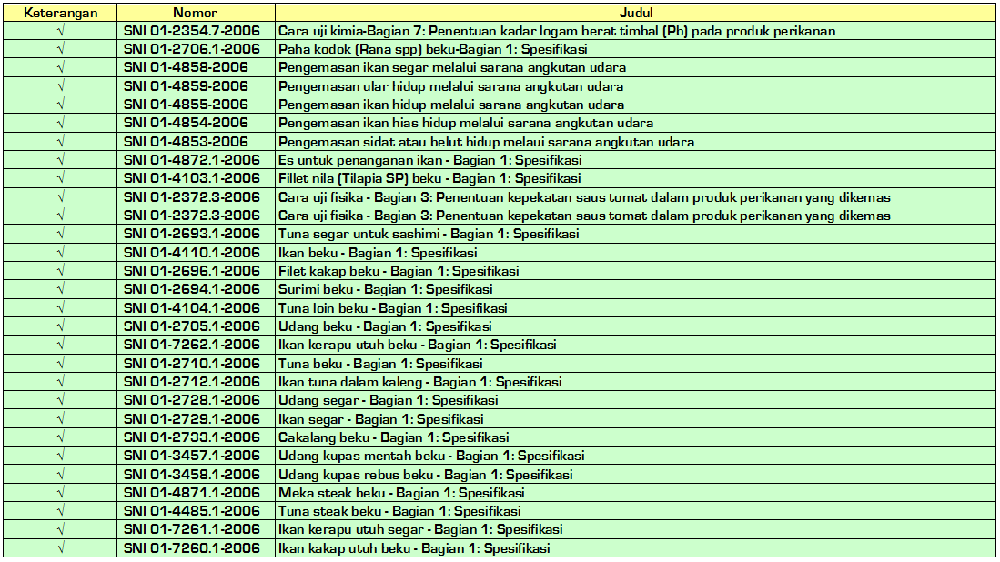 Keterangan Nomor Judul
√ SNI 01-2354.7-2006 Cara uji kimia-Bagian 7: Penentuan kadar logam berat timbal (Pb) pada produk perikanan
√ SNI 01-2706.1-2006 Paha kodok (Rana spp) beku-Bagian 1: Spesifikasi
√ SNI 01-4858-2006 Pengemasan ikan segar melalui sarana angkutan udara
√ SNI 01-4859-2006 Pengemasan ular hidup melalui sarana angkutan udara
√ SNI 01-4855-2006 Pengemasan ikan hidup melalui sarana angkutan udara
√ SNI 01-4854-2006 Pengemasan ikan hias hidup melalui sarana angkutan udara
√ SNI 01-4853-2006 Pengemasan sidat atau belut hidup melaui sarana angkutan udara
√ SNI 01-4872.1-2006 Es untuk penanganan ikan - Bagian 1: Spesifikasi
√ SNI 01-4103.1-2006 Fillet nila (Tilapia SP) beku - Bagian 1: Spesifikasi
√ SNI 01-2372.3-2006 Cara uji fisika - Bagian 3: Penentuan kepekatan saus tomat dalam produk perikanan yang dikemas
√ SNI 01-2372.3-2006 Cara uji fisika - Bagian 3: Penentuan kepekatan saus tomat dalam produk perikanan yang dikemas
√ SNI 01-2693.1-2006 Tuna segar untuk sashimi - Bagian 1: Spesifikasi
√ SNI 01-4110.1-2006 Ikan beku - Bagian 1: Spesifikasi
√ SNI 01-2696.1-2006 Filet kakap beku - Bagian 1: Spesifikasi
√ SNI 01-2694.1-2006 Surimi beku - Bagian 1: Spesifikasi
√ SNI 01-4104.1-2006 Tuna loin beku - Bagian 1: Spesifikasi
√ SNI 01-2705.1-2006 Udang beku - Bagian 1: Spesifikasi
√ SNI 01-7262.1-2006 Ikan kerapu utuh beku - Bagian 1: Spesifikasi
√ SNI 01-2710.1-2006 Tuna beku - Bagian 1: Spesifikasi
√ SNI 01-2712.1-2006 Ikan tuna dalam kaleng - Bagian 1: Spesifikasi
√ SNI 01-2728.1-2006 Udang segar - Bagian 1: Spesifikasi
√ SNI 01-2729.1-2006 Ikan segar - Bagian 1: Spesifikasi
√ SNI 01-2733.1-2006 Cakalang beku - Bagian 1: Spesifikasi
√ SNI 01-3457.1-2006 Udang kupas mentah beku - Bagian 1: Spesifikasi
√ SNI 01-3458.1-2006 Udang kupas rebus beku - Bagian 1: Spesifikasi
√ SNI 01-4871.1-2006 Meka steak beku - Bagian 1: Spesifikasi
√ SNI 01-4485.1-2006 Tuna steak beku - Bagian 1: Spesifikasi
√ SNI 01-7261.1-2006 Ikan kerapu utuh segar - Bagian 1: Spesifikasi
√ SNI 01-7260.1-2006 Ikan kakap utuh beku - Bagian 1: Spesifikasi